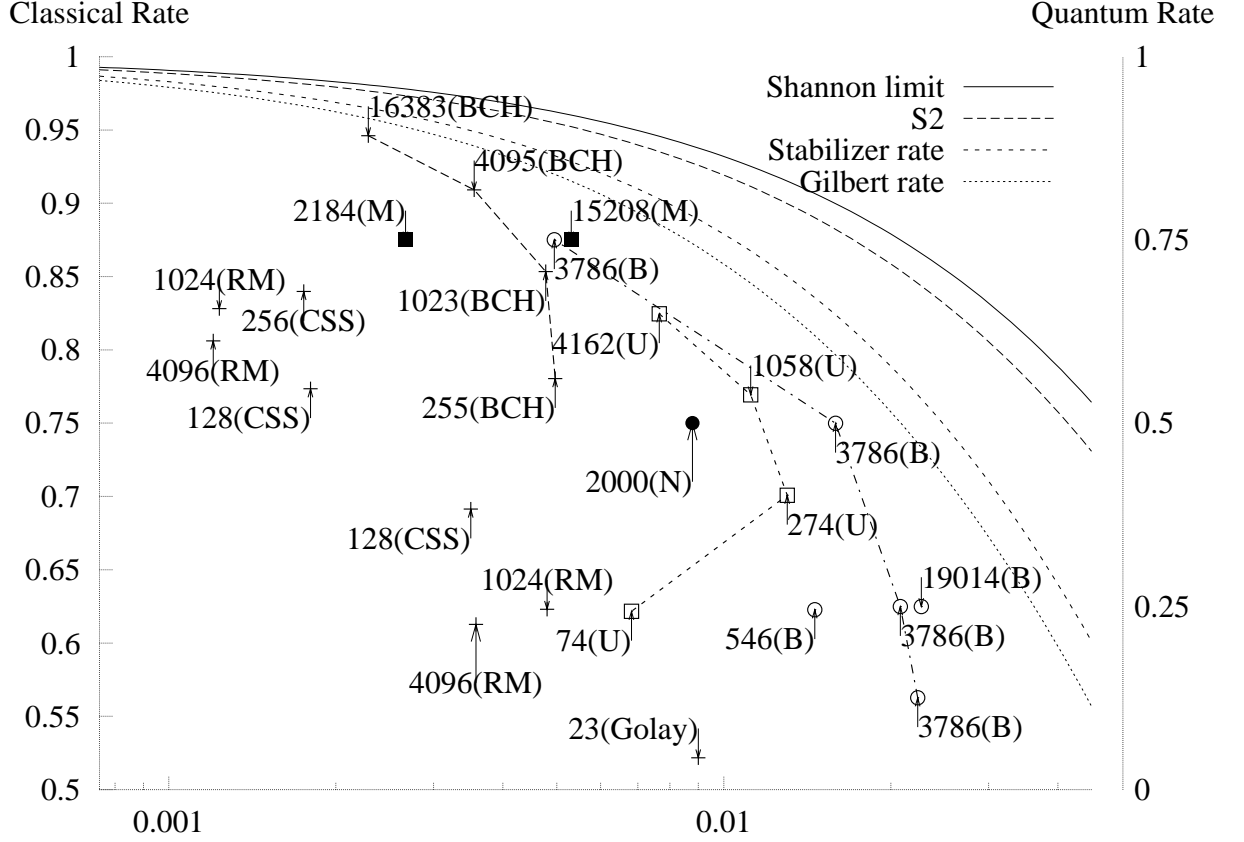 Classical Rate Quantum Rate
1 1
Shannon limit
16383(BCH)
S2
0.95
Stabilizer rate
4095(BCH)
Gilbert rate
0.9
2184(M) 15208(M)
0.75
3786(B)
1024(RM)
0.85
1023(BCH)
256(CSS)
4162(U)
0.8
4096(RM)
1058(U)
255(BCH)
128(CSS)
0.75 0.5
3786(B)
2000(N)
0.7
274(U)
128(CSS)
1024(RM) 19014(B)
0.65
0.25
74(U) 546(B) 3786(B)
0.6
4096(RM)
23(Golay) 3786(B)
0.55
0.5 0
0.001 0.01